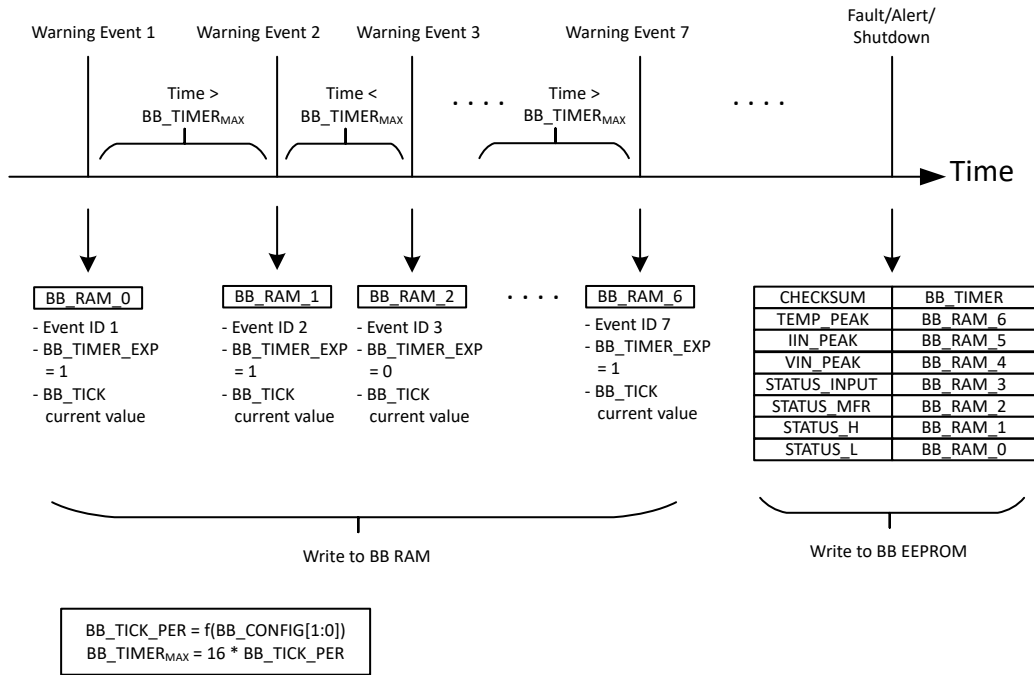 Warning Event 1
Warning Event 2
Warning Event 3
Warning Event 7
Fault/Alert/
Shutdown
Time >
BB_TIMERMAX
Time <
BB_TIMERMAX
. . . .
Time >
BB_TIMERMAX
. . . .
Time
BB_RAM_0
- Event ID 1
- BB_TIMER_EXP
= 1
- BB_TICK
current value
BB_RAM_1
- Event ID 2
- BB_TIMER_EXP
= 1
- BB_TICK
current value
BB_RAM_2
- Event ID 3
- BB_TIMER_EXP
= 0
- BB_TICK
current value
. . . .
BB_RAM_6
- Event ID 7
- BB_TIMER_EXP
= 1
- BB_TICK
current value
CHECKSUM BB_TIMER
TEMP_PEAK BB_RAM_6
IIN_PEAK BB_RAM_5
VIN_PEAK BB_RAM_4
STATUS_INPUT BB_RAM_3
STATUS_MFR BB_RAM_2
STATUS_H BB_RAM_1
STATUS_L BB_RAM_0
Write to BB RAM
Write to BB EEPROM
BB_TICK_PER = f(BB_CONFIG[1:0])
BB_TIMERMAX = 16 * BB_TICK_PER